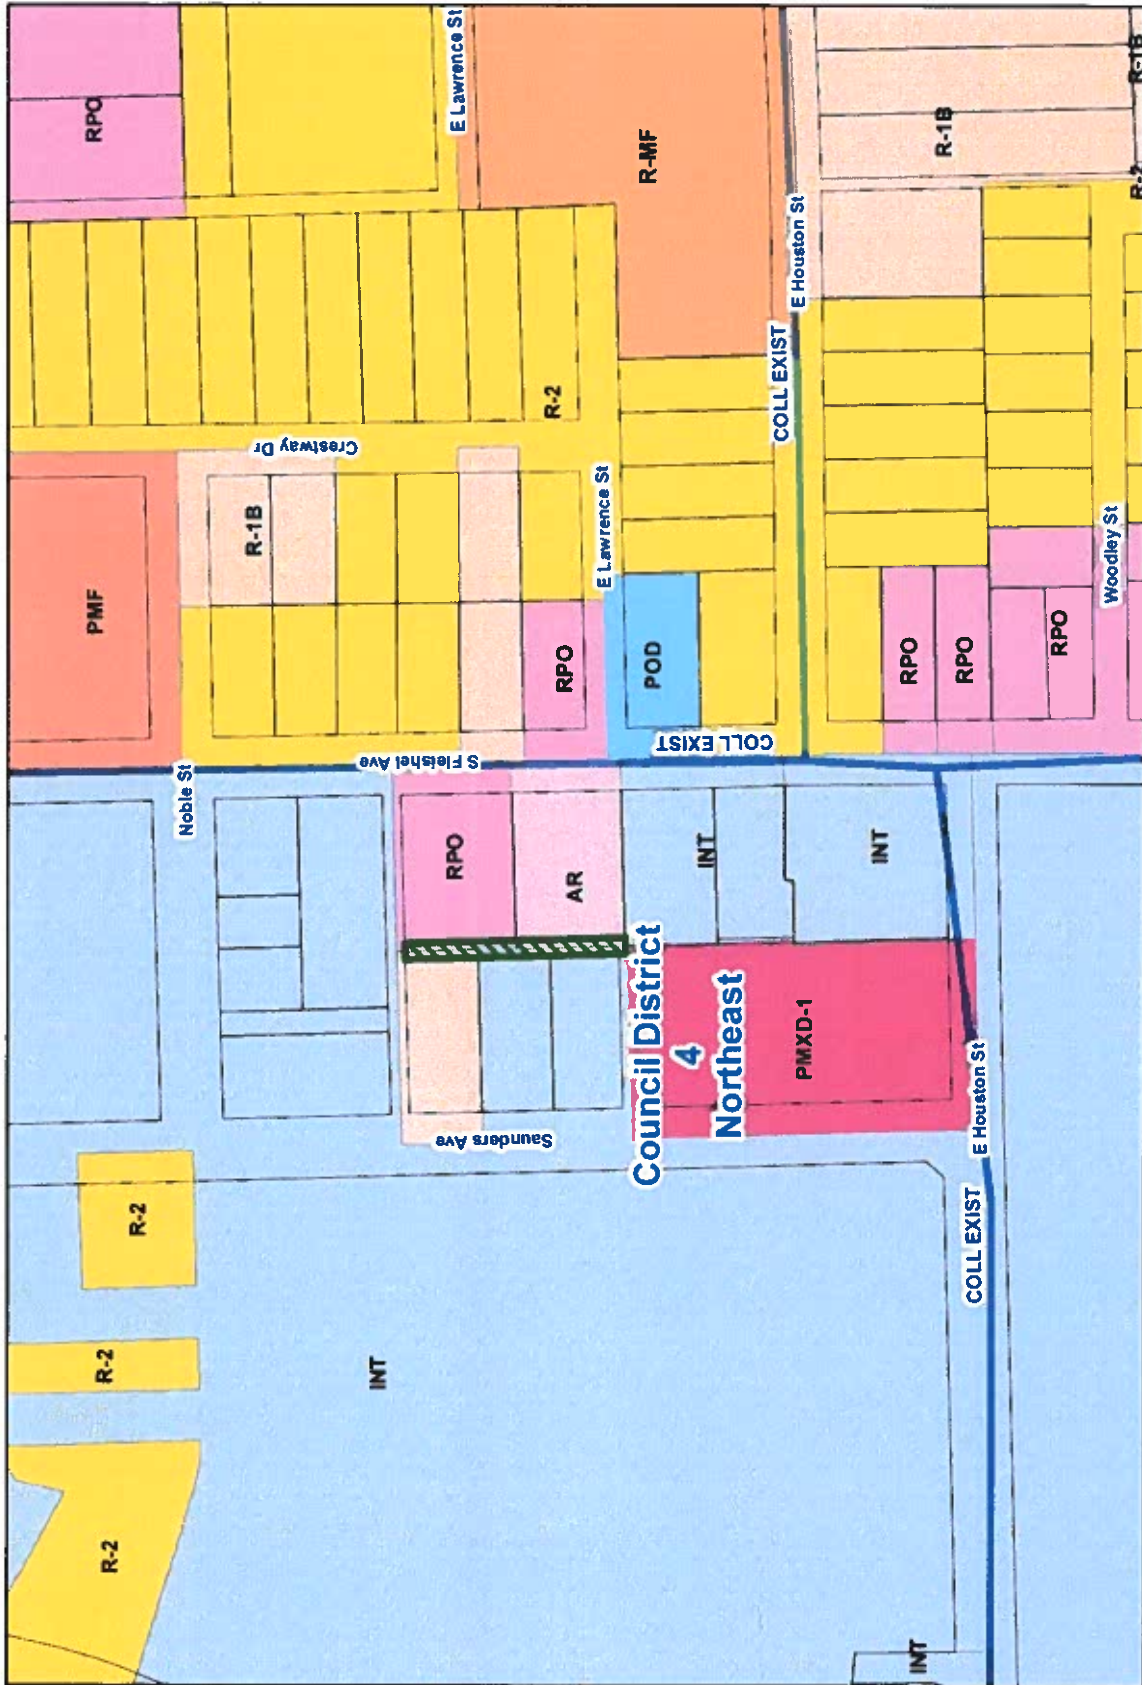 R-2
R-2
R-2
PMF
RPO
Noble St
R-1B
Crestway Dr
INT
S Fleishel Ave
RPO
E Lawrence St
Saunders Ave
R-2
RPO
AR
E Lawrence St
Council District
4
Northeast
R-MF
POD
INT
COLL EXIST
COLL EXIST
E Houston St
PMXD-1
INT
RPO
INT
R-1B
RPO
COLL EXIST
E Houston St
RPO
Woodley St
R-2
R-1B